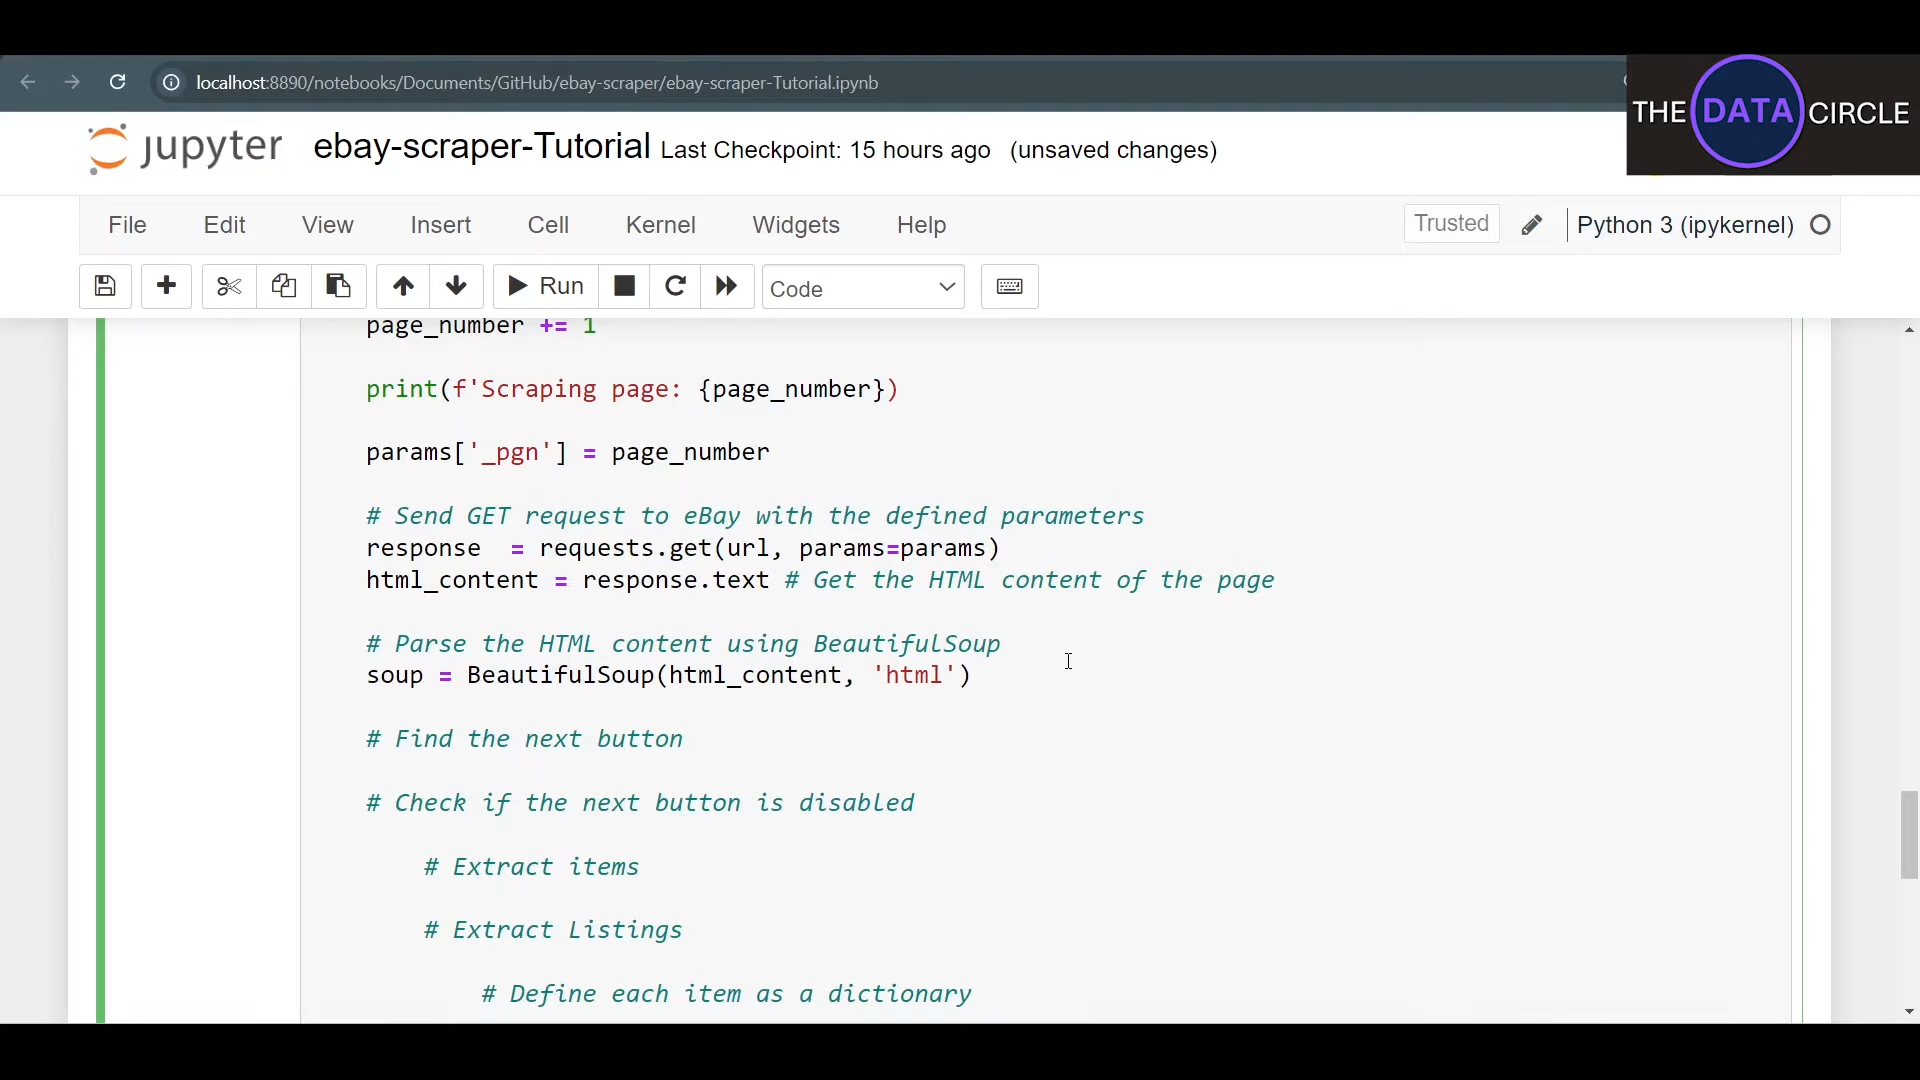 localhost:8890/notebooks/Documents/GitHub/ebay-scraper/ebay-scraper-Tutorial.ipynb
THE DATA CIRCLE
jupyter ebay-scraper-Tutorial Last Checkpoint: 15 hours ago (unsaved changes)
File Edit View Insert Cell Kernel Widgets Help Trusted Python 3 (ipykernel)
Run Code
page_number += 1
print(f'Scraping page: {page_number})
params['_pgn'] = page_number
# Send GET request to eBay with the defined parameters
response  = requests.get(url, params=params)
html_content = response.text # Get the HTML content of the page
# Parse the HTML content using BeautifulSoup
soup = BeautifulSoup(html_content, 'html')
# Find the next button
# Check if the next button is disabled
# Extract items
# Extract Listings
# Define each item as a dictionary